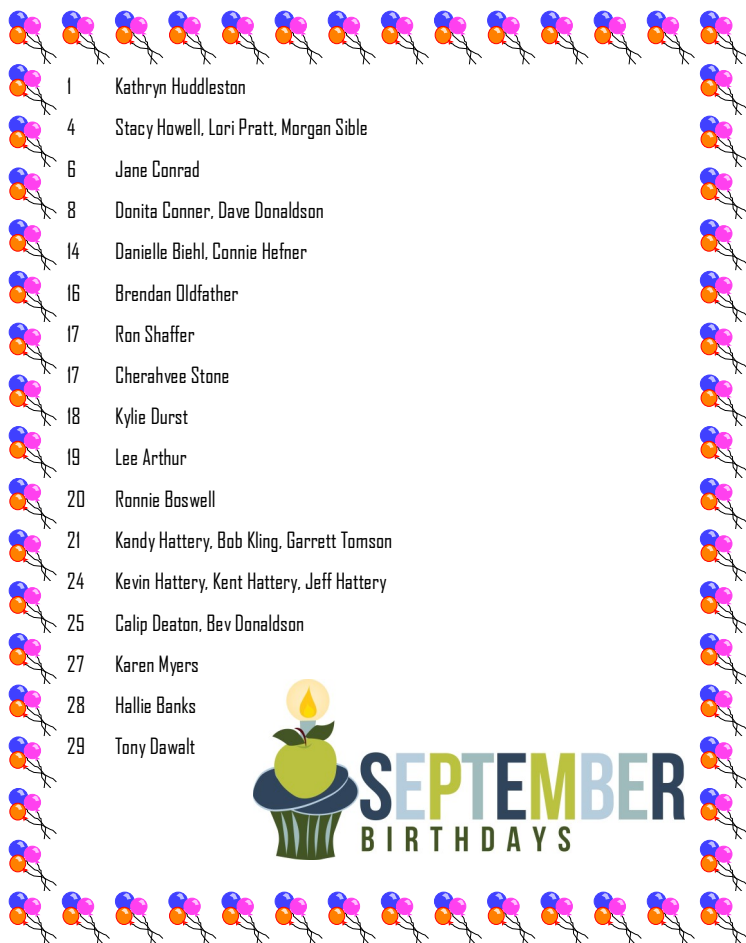 1 Kathryn Huddleston
4 Stacy Howell, Lori Pratt, Morgan Sible
6 Jane Conrad
8 Donita Conner, Dave Donaldson
14 Danielle Biehl, Connie Hefner
16 Brendan Oldfather
17 Ron Shaffer
17 Cherahvee Stone
18 Kylie Durst
19 Lee Arthur
20 Ronnie Boswell
21 Kandy Hattery, Bob Kling, Garrett Tomson
24 Kevin Hattery, Kent Hattery, Jeff Hattery
25 Calip Deaton, Bev Donaldson
27 Karen Myers
28 Hallie Banks
29 Tony Dawalt
SEPTEMBER
BIRTHDAYS